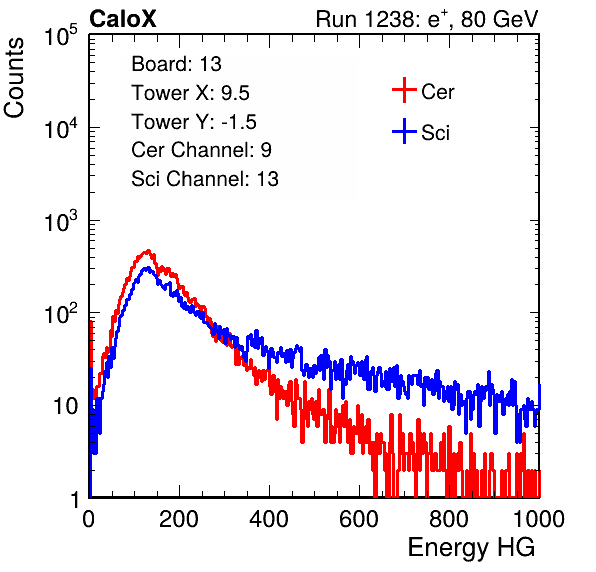 CaloX Run 1238: e⁺, 80 GeV
Counts
Board: 13
Tower X: 9.5
Tower Y: -1.5
Cer Channel: 9
Sci Channel: 13
Cer
Sci
10⁵
10⁴
10³
10²
10
1
0 200 400 600 800 1000
Energy HG